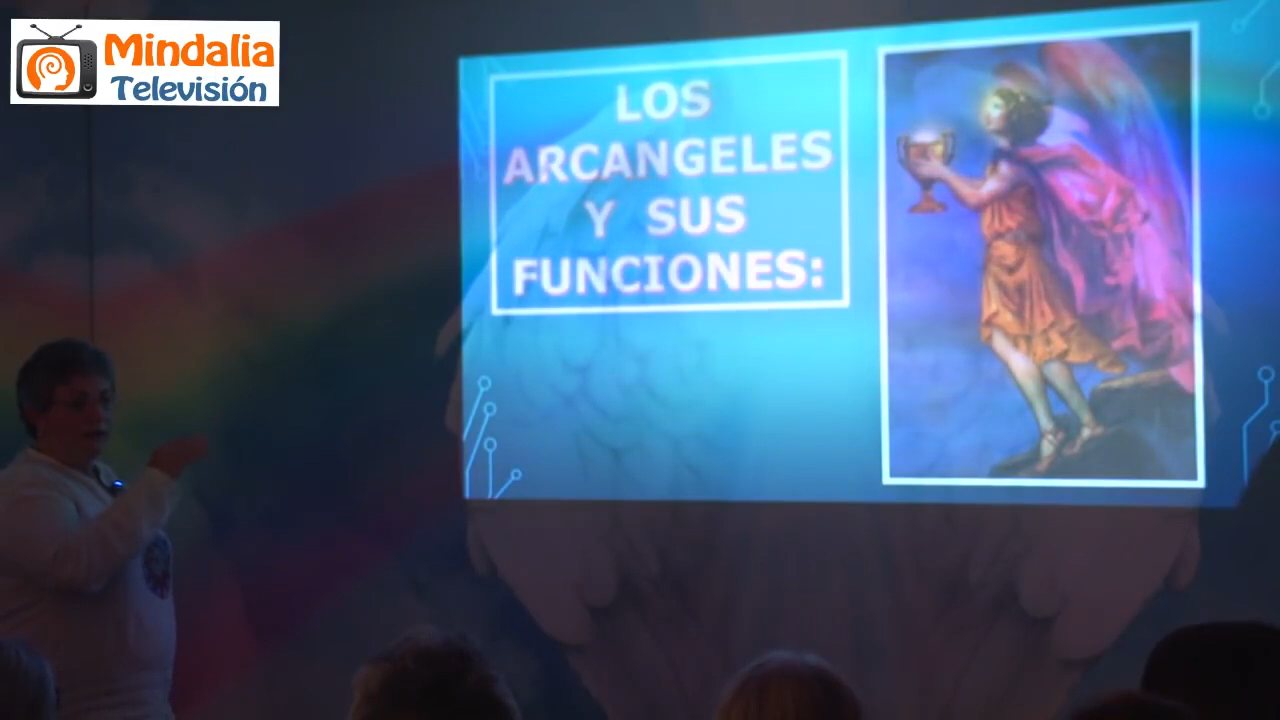 Mindalia
Televisión
LOS
ARCANGELES
Y SUS
FUNCIONES: